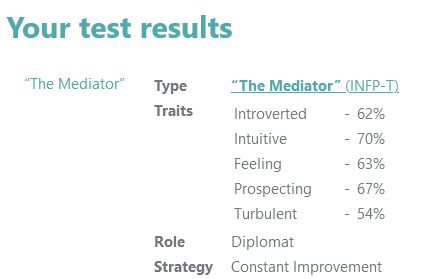 Your test results
“The Mediator” Type “The Mediator” (INFP-T)
Traits
Introverted - 62%
Intuitive - 70%
Feeling - 63%
Prospecting - 67%
Turbulent - 54%
Role Diplomat
Strategy Constant Improvement